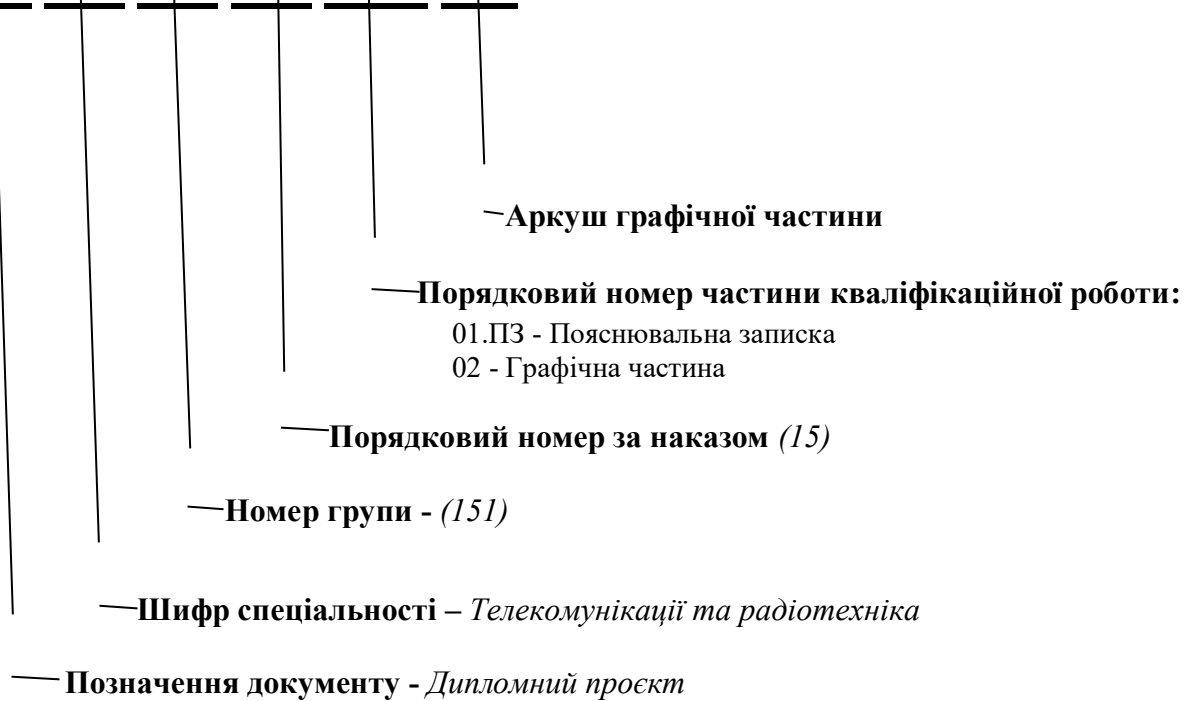 Аркуш графічної частини
Порядковий номер частини кваліфікаційної роботи:
01.ПЗ - Пояснювальна записка
02 - Графічна частина
Порядковий номер за наказом (15)
Номер групи - (151)
Шифр спеціальності – Телекомунікації та радіотехніка
Позначення документу - Дипломний проєкт